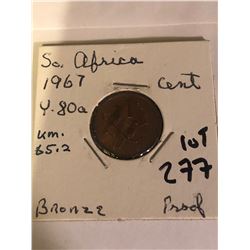 So. Africa
1967 Cent
Y.80a
KM.
65.2
LOT
277
Bronze Proof